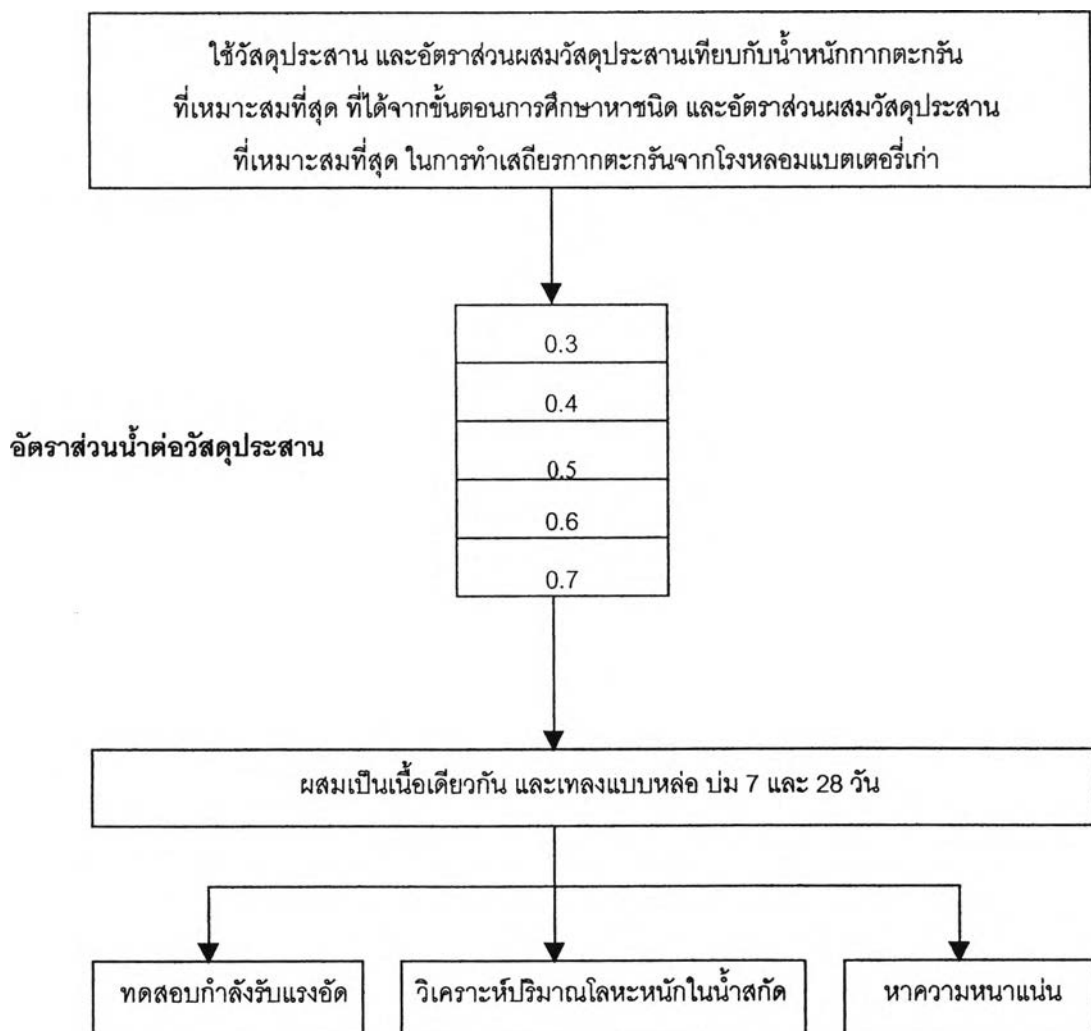 ใช้วัสดุประสาน และอัตราส่วนผสมวัสดุประสานเทียบกับน้ำหนักกากตะกรัน
ที่เหมาะสมที่สุด ที่ได้จากขั้นตอนการศึกษาหาชนิด และอัตราส่วนผสมวัสดุประสาน
ที่เหมาะสมที่สุด ในการทำเสถียรกากตะกรันจากโรงหลอมแบตเตอรี่เก่า
0.3
0.4
อัตราส่วนน้ำต่อวัสดุประสาน
0.5
0.6
0.7
ผสมเป็นเนื้อเดียวกัน และเทลงแบบหล่อ บ่ม 7 และ 28 วัน
ทดสอบกำลังรับแรงอัด
วิเคราะห์ปริมาณโลหะหนักในน้ำสกัด
หาความหนาแน่น